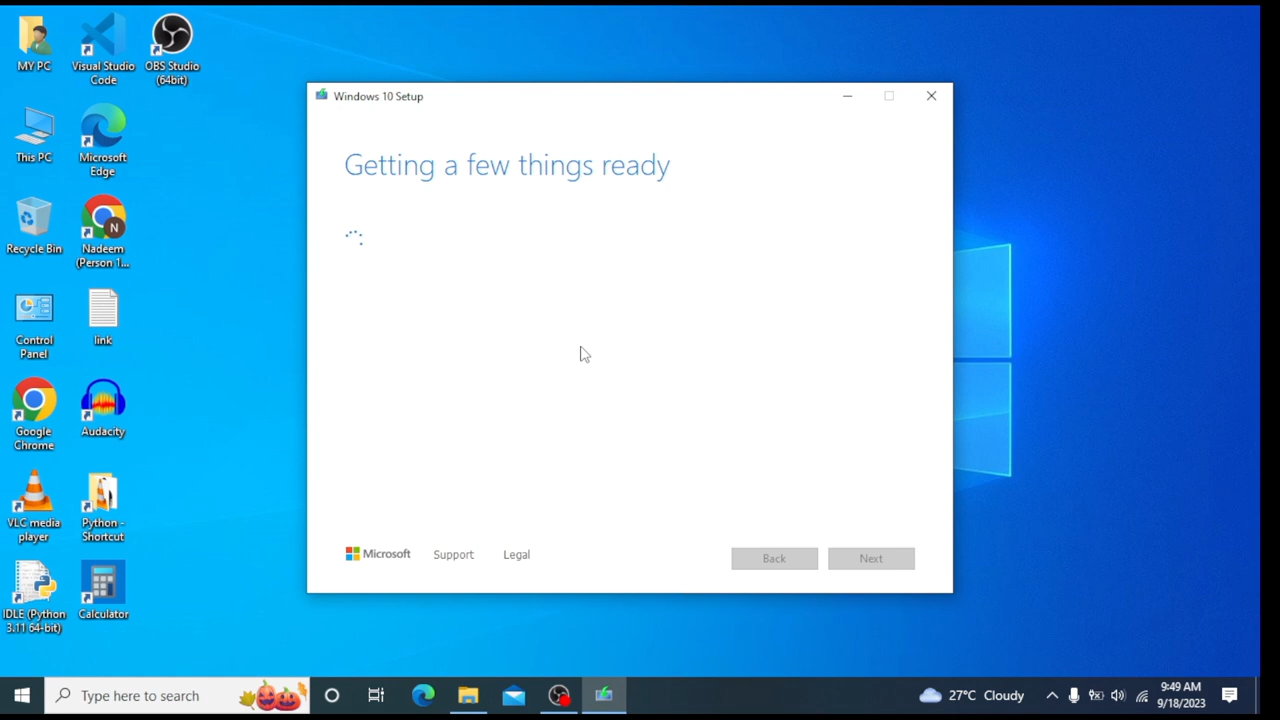 MY PC
Visual Studio
Code
OBS Studio
(64bit)
This PC
Microsoft
Edge
Recycle Bin
Nadeem
(Person 1...
Control
Panel
link
Google
Chrome
Audacity
VLC media
player
Python -
Shortcut
IDLE (Python
3.11 64-bit)
Calculator
N
Windows 10 Setup
Getting a few things ready
Microsoft
Support
Legal
Back
Next
Type here to search
27°C Cloudy
9:49 AM
9/18/2023